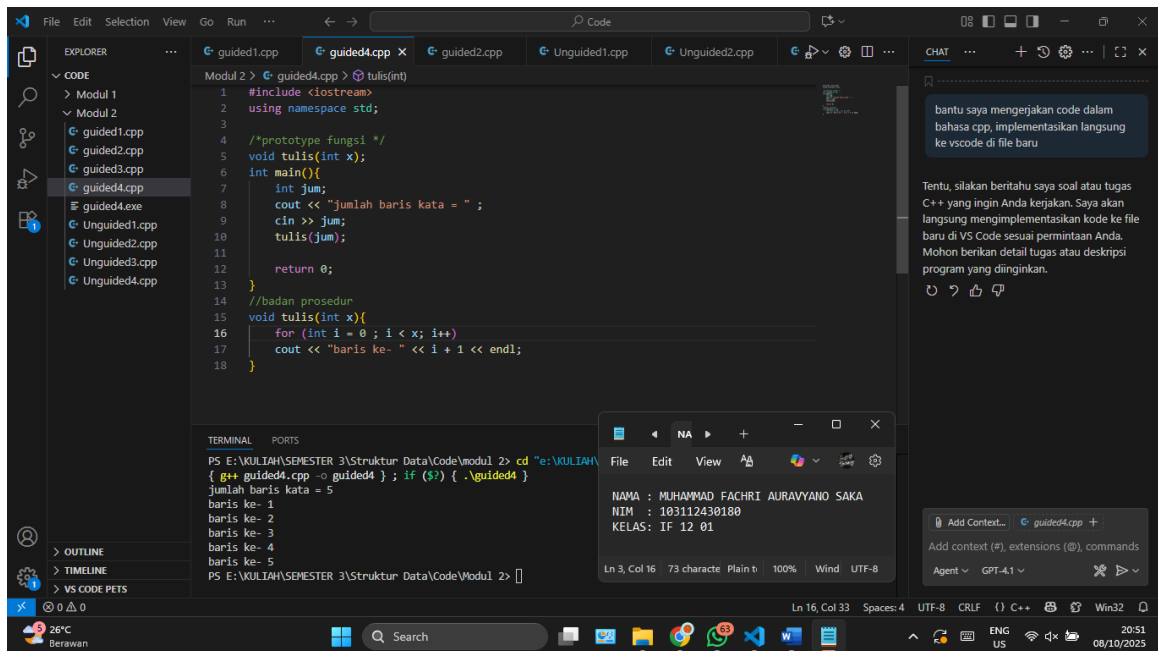 File Edit Selection View Go Run ··· Code
EXPLORER ···
CODE
Modul 1
Modul 2
guided1.cpp
guided2.cpp
guided3.cpp
guided4.cpp
guided4.exe
Unguided1.cpp
Unguided2.cpp
Unguided3.cpp
Unguided4.cpp
OUTLINE
TIMELINE
VS CODE PETS
guided1.cpp guided4.cpp guided2.cpp Unguided1.cpp Unguided2.cpp
Modul 2 > guided4.cpp > tulis(int)
1 #include <iostream>
2 using namespace std;
3
4 /*prototype fungsi */
5 void tulis(int x);
6 int main(){
7 int jum;
8 cout << "jumlah baris kata = " ;
9 cin >> jum;
10 tulis(jum);
11
12 return 0;
13 }
14 //badan prosedur
15 void tulis(int x){
16 for (int i = 0 ; i < x; i++)
17 cout << "baris ke- " << i + 1 << endl;
18 }
TERMINAL PORTS
PS E:\KULIAH\SEMESTER 3\Struktur Data\Code\modul 2> cd "e:\KULIAH\
{ g++ guided4.cpp -o guided4 } ; if ($?) { .\guided4 }
jumlah baris kata = 5
baris ke- 1
baris ke- 2
baris ke- 3
baris ke- 4
baris ke- 5
PS E:\KULIAH\SEMESTER 3\Struktur Data\Code\Modul 2>
NA
File Edit View
NAMA : MUHAMMAD FACHRI AURAVYANO SAKA
NIM : 103112430180
KELAS: IF 12 01
Ln 3, Col 16 73 characte Plain t 100% Wind UTF-8
CHAT ···
bantu saya mengerjakan code dalam
bahasa cpp, implementasikan langsung
ke vscode di file baru
Tentu, silakan beritahu saya soal atau tugas
C++ yang ingin Anda kerjakan. Saya akan
langsung mengimplementasikan kode ke file
baru di VS Code sesuai permintaan Anda.
Mohon berikan detail tugas atau deskripsi
program yang diinginkan.
Add Context... guided4.cpp +
Add context (#), extensions (@), commands
Agent GPT-4.1
0 0 0 Ln 16, Col 33 Spaces: 4 UTF-8 CRLF {} C++ Win32
5 26°C
Berawan
Search
63
ENG
US
20:51
08/10/2025